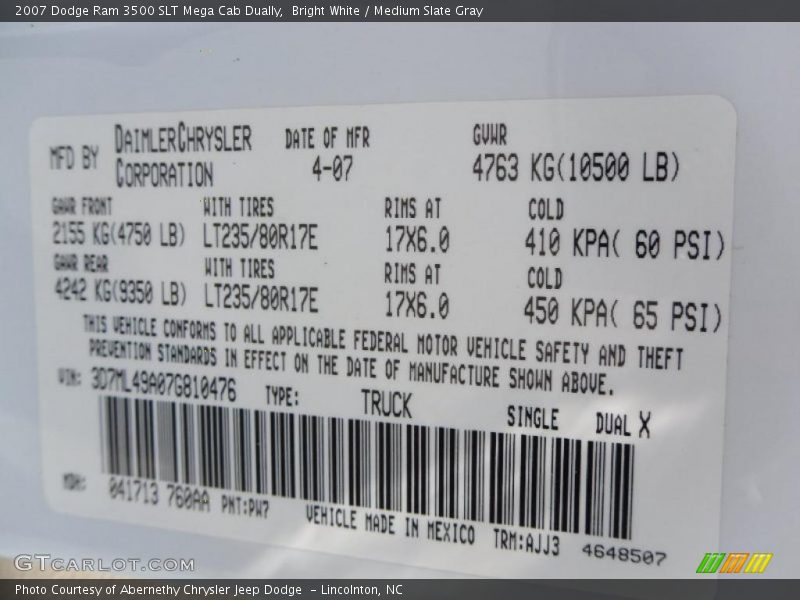 2007 Dodge Ram 3500 SLT Mega Cab Dually,  Bright White / Medium Slate Gray
MFD BY DAIMLERCHRYSLER CORPORATION DATE OF MFR 4-07 GVWR 4763 KG(10500 LB)
GAWR FRONT WITH TIRES RIMS AT COLD
2155 KG(4750 LB) LT235/80R17E 17X6.0 410 KPA( 60 PSI)
GAWR REAR WITH TIRES RIMS AT COLD
4242 KG(9350 LB) LT235/80R17E 17X6.0 450 KPA( 65 PSI)
THIS VEHICLE CONFORMS TO ALL APPLICABLE FEDERAL MOTOR VEHICLE SAFETY AND THEFT
PREVENTION STANDARDS IN EFFECT ON THE DATE OF MANUFACTURE SHOWN ABOVE.
VIN: 3D7ML49A07G810476 TYPE: TRUCK SINGLE DUAL X
MDH: 041713 760AA PNT:PW7 VEHICLE MADE IN MEXICO TRM:AJJ3 4648507
GTCarLot.com
Photo Courtesy of Abernethy Chrysler Jeep Dodge  - Lincolnton, NC